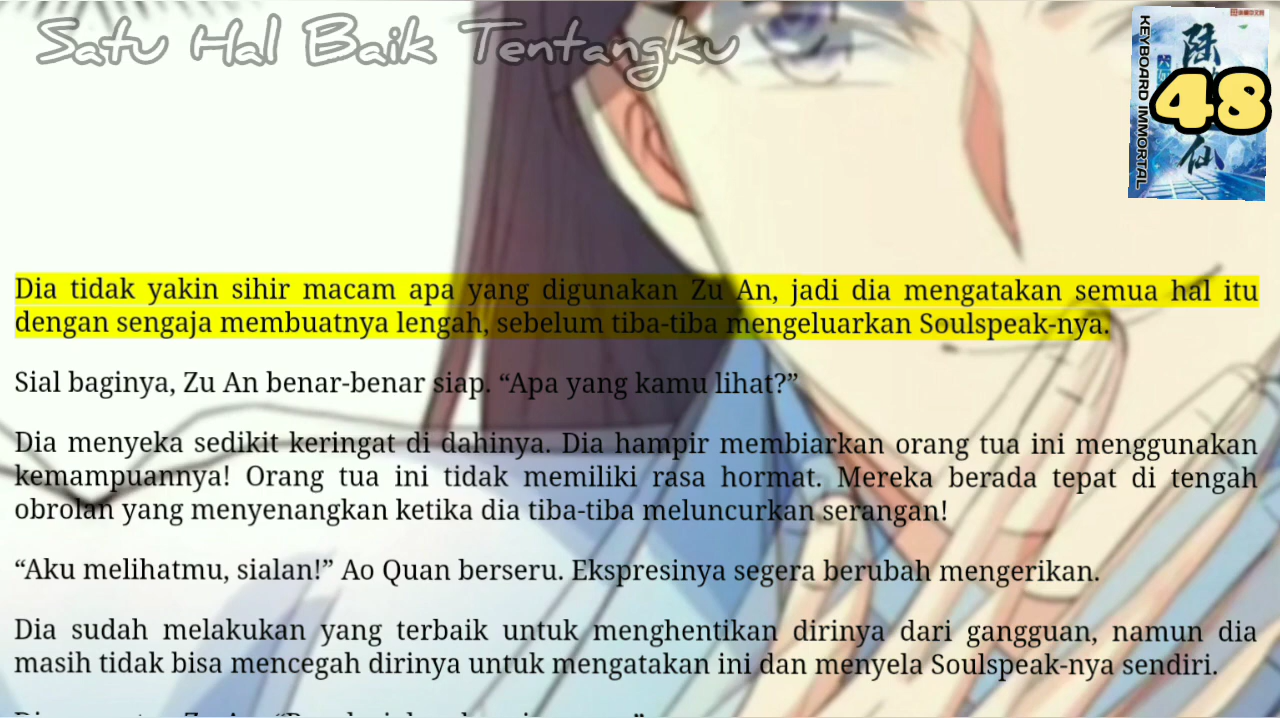 Satu Hal Baik Tentangku
KEYBOARD IMMORTAL
48
Dia tidak yakin sihir macam apa yang digunakan Zu An, jadi dia mengatakan semua hal itu
dengan sengaja membuatnya lengah, sebelum tiba-tiba mengeluarkan Soulspeak-nya.
Sial baginya, Zu An benar-benar siap. “Apa yang kamu lihat?”
Dia menyeka sedikit keringat di dahinya. Dia hampir membiarkan orang tua ini menggunakan
kemampuannya! Orang tua ini tidak memiliki rasa hormat. Mereka berada tepat di tengah
obrolan yang menyenangkan ketika dia tiba-tiba meluncurkan serangan!
“Aku melihatmu, sialan!” Ao Quan berseru. Ekspresinya segera berubah mengerikan.
Dia sudah melakukan yang terbaik untuk menghentikan dirinya dari gangguan, namun dia
masih tidak bisa mencegah dirinya untuk mengatakan ini dan menyela Soulspeak-nya sendiri.